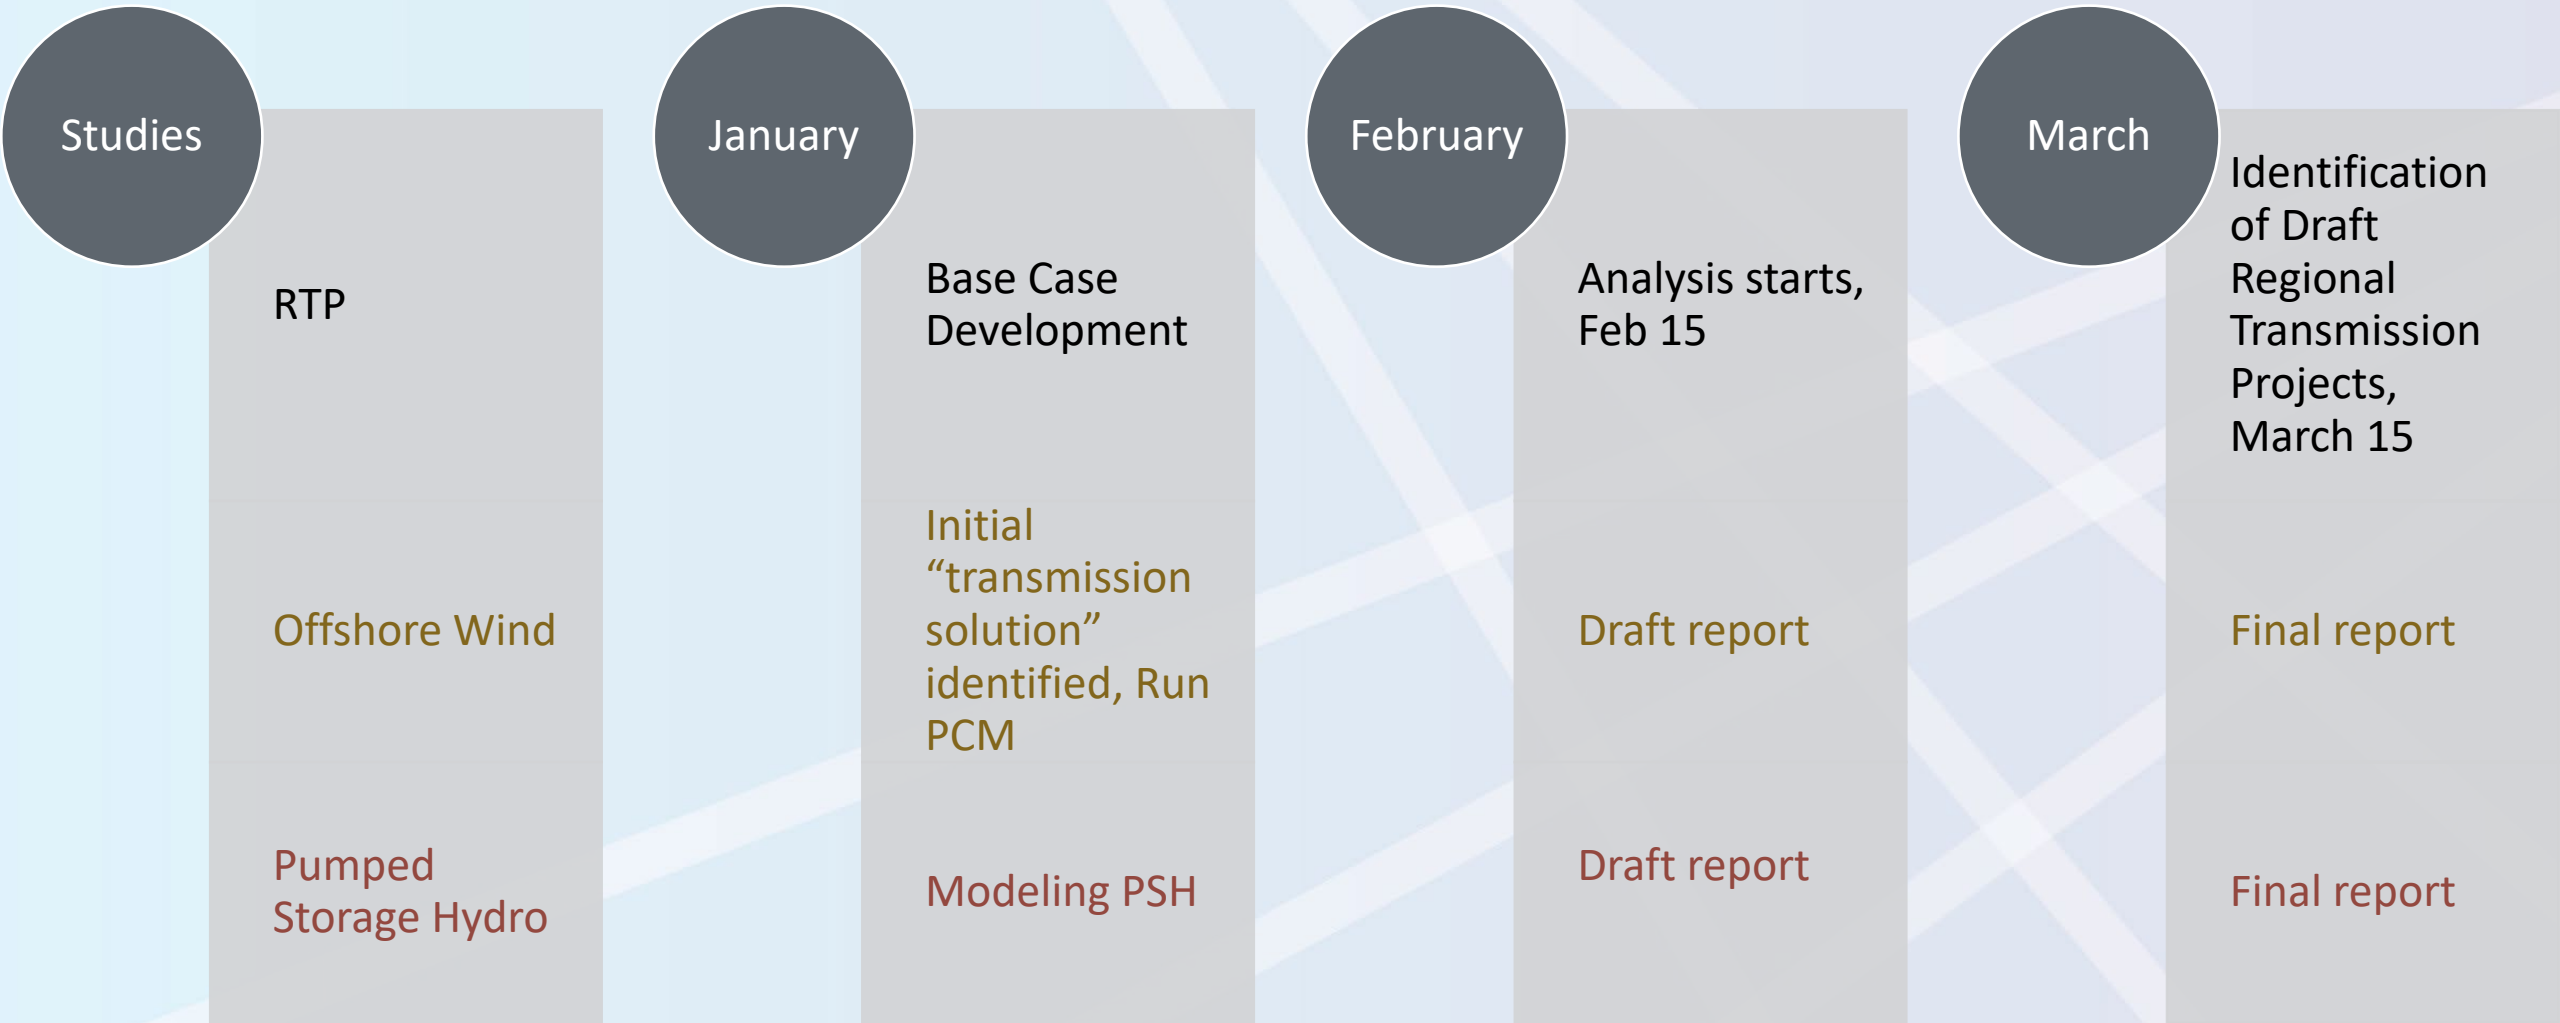 Studies
RTP
Offshore Wind
Pumped
Storage Hydro
January
Base Case
Development
Initial
“transmission
solution”
identified, Run
PCM
Modeling PSH
February
Analysis starts,
Feb 15
Draft report
Draft report
March
Identification
of Draft
Regional
Transmission
Projects,
March 15
Final report
Final report